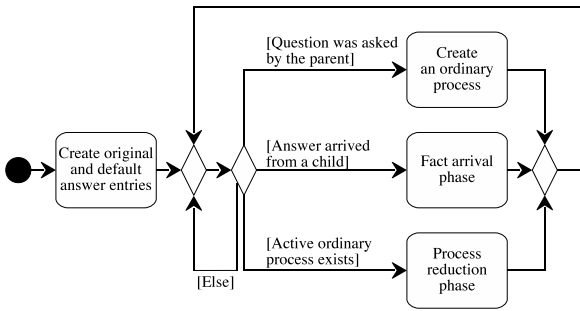 [Question was asked
by the parent]
Create
an ordinary
process
Create original
and default
answer entries
[Answer arrived
from a child]
Fact arrival
phase
[Active ordinary
process exists]
Process
reduction
phase
[Else]